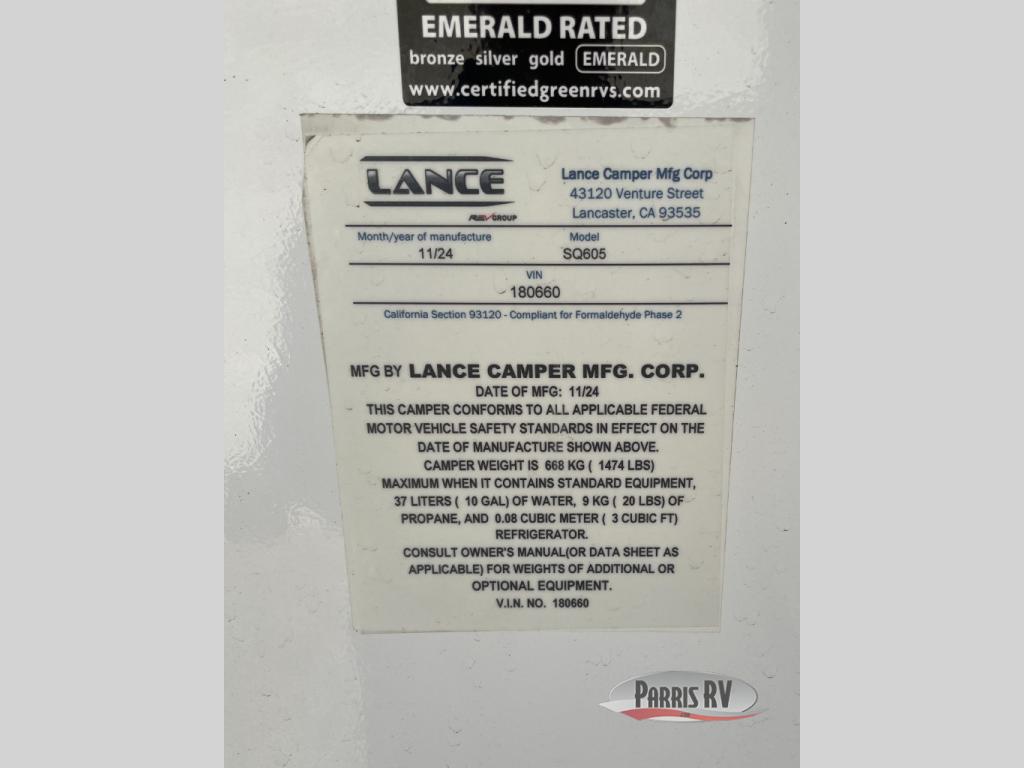 EMERALD RATED
bronze silver gold EMERALD
www.certifiedgreenrvs.com
LANCE
REV GROUP
Lance Camper Mfg Corp
43120 Venture Street
Lancaster, CA 93535
Month/year of manufacture Model
11/24 SQ605
VIN
180660
California Section 93120 - Compliant for Formaldehyde Phase 2
MFG BY LANCE CAMPER MFG. CORP.
DATE OF MFG: 11/24
THIS CAMPER CONFORMS TO ALL APPLICABLE FEDERAL
MOTOR VEHICLE SAFETY STANDARDS IN EFFECT ON THE
DATE OF MANUFACTURE SHOWN ABOVE.
CAMPER WEIGHT IS 668 KG ( 1474 LBS)
MAXIMUM WHEN IT CONTAINS STANDARD EQUIPMENT,
37 LITERS ( 10 GAL) OF WATER, 9 KG ( 20 LBS) OF
PROPANE, AND 0.08 CUBIC METER ( 3 CUBIC FT)
REFRIGERATOR.
CONSULT OWNER'S MANUAL(OR DATA SHEET AS
APPLICABLE) FOR WEIGHTS OF ADDITIONAL OR
OPTIONAL EQUIPMENT.
V.I.N. NO. 180660
PARRIS RV